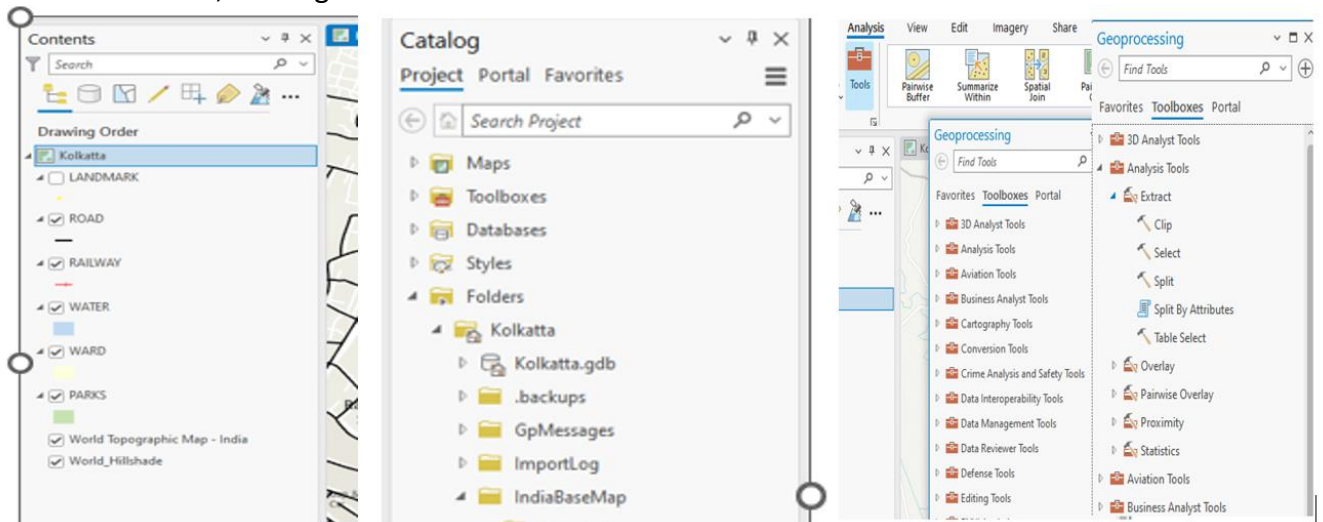 Contents
Search
Drawing Order
Kolkatta
LANDMARK
ROAD
RAILWAY
WATER
WARD
PARKS
World Topographic Map - India
World_Hillshade
Catalog
Project Portal Favorites
Search Project
Maps
Toolboxes
Databases
Styles
Folders
Kolkatta
Kolkatta.gdb
.backups
GpMessages
ImportLog
IndiaBaseMap
Analysis View Edit Imagery Share
Tools
Pairwise Buffer
Summarize Within
Spatial Join
Geoprocessing
Find Tools
Favorites Toolboxes Portal
3D Analyst Tools
Analysis Tools
Aviation Tools
Business Analyst Tools
Cartography Tools
Conversion Tools
Crime Analysis and Safety Tools
Data Interoperability Tools
Data Management Tools
Data Reviewer Tools
Defense Tools
Editing Tools
Geoprocessing
Find Tools
Favorites Toolboxes Portal
3D Analyst Tools
Analysis Tools
Extract
Clip
Select
Split
Split By Attributes
Table Select
Overlay
Pairwise Overlay
Proximity
Statistics
Aviation Tools
Business Analyst Tools